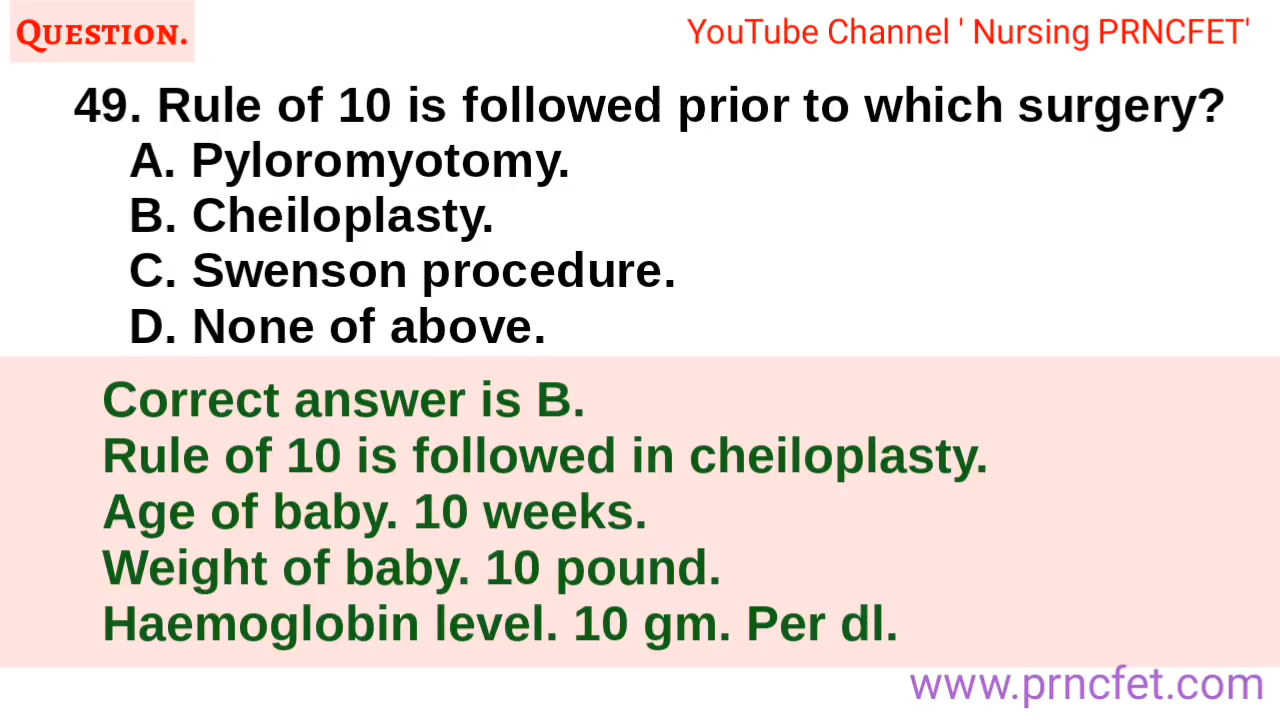 QUESTION.
YouTube Channel ' Nursing PRNCFET'
49. Rule of 10 is followed prior to which surgery?
A. Pyloromyotomy.
B. Cheiloplasty.
C. Swenson procedure.
D. None of above.
Correct answer is B.
Rule of 10 is followed in cheiloplasty.
Age of baby. 10 weeks.
Weight of baby. 10 pound.
Haemoglobin level. 10 gm. Per dl.
www.prncfet.com